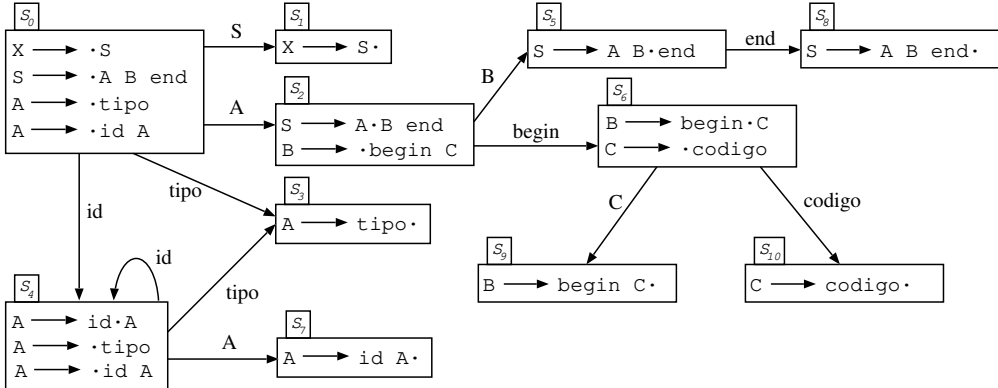 S0
X → ·S
S → ·A B end
A → ·tipo
A → ·id A
S
S1
X → S·
A
S2
S → A·B end
B → ·begin C
B
S5
S → A B·end
end
S8
S → A B end·
begin
S6
B → begin·C
C → ·codigo
id
tipo
S3
A → tipo·
C
codigo
S9
B → begin C·
S10
C → codigo·
id
S4
A → id·A
A → ·tipo
A → ·id A
tipo
A
S7
A → id A·